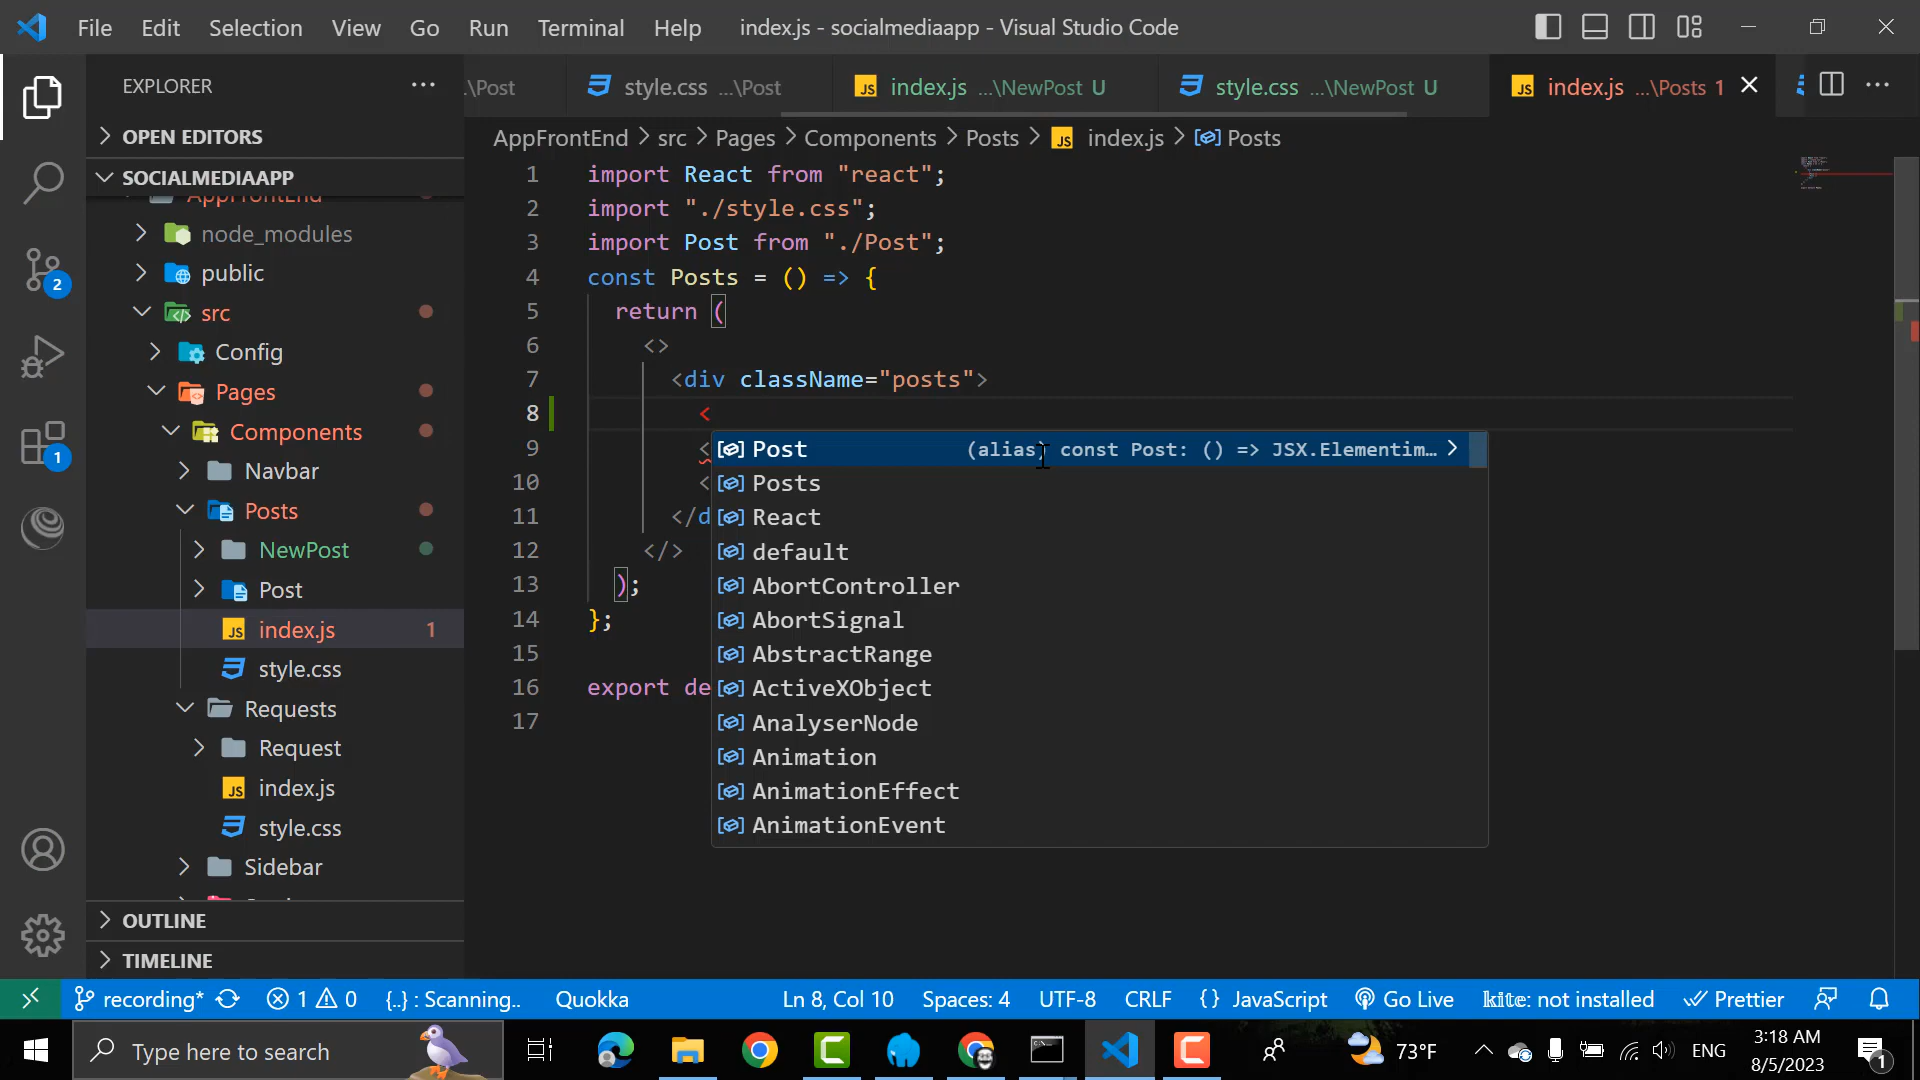 File Edit Selection View Go Run Terminal Help index.js - socialmediaapp - Visual Studio Code
EXPLORER
OPEN EDITORS
SOCIALMEDIAAPP
AppFrontEnd
node_modules
public
src
Config
Pages
Components
Navbar
Posts
NewPost
Post
index.js 1
style.css
Requests
Request
index.js
style.css
Sidebar
OUTLINE
TIMELINE
2
1
.\Post style.css ...\Post index.js ...\NewPost U style.css ...\NewPost U index.js ...\Posts 1
AppFrontEnd > src > Pages > Components > Posts > index.js > Posts
1 import React from "react";
2 import "./style.css";
3 import Post from "./Post";
4 const Posts = () => {
5 return (
6 <>
7 <div className="posts">
8 <
9 <
10 <
11 </d
12 </>
13 );
14 };
15
16 export de
17
Post (alias) const Post: () => JSX.Elementim...
Posts
React
default
AbortController
AbortSignal
AbstractRange
ActiveXObject
AnalyserNode
Animation
AnimationEffect
AnimationEvent
recording* 1 0 {..} : Scanning.. Quokka Ln 8, Col 10 Spaces: 4 UTF-8 CRLF {} JavaScript Go Live kite: not installed Prettier
Type here to search 73°F ENG 3:18 AM
8/5/2023
1